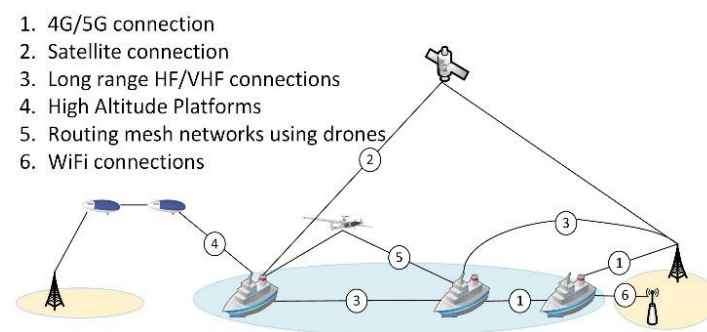 1. 4G/5G connection
2. Satellite connection
3. Long range HF/VHF connections
4. High Altitude Platforms
5. Routing mesh networks using drones
6. WiFi connections
2
3
4
5
1
3
1
6